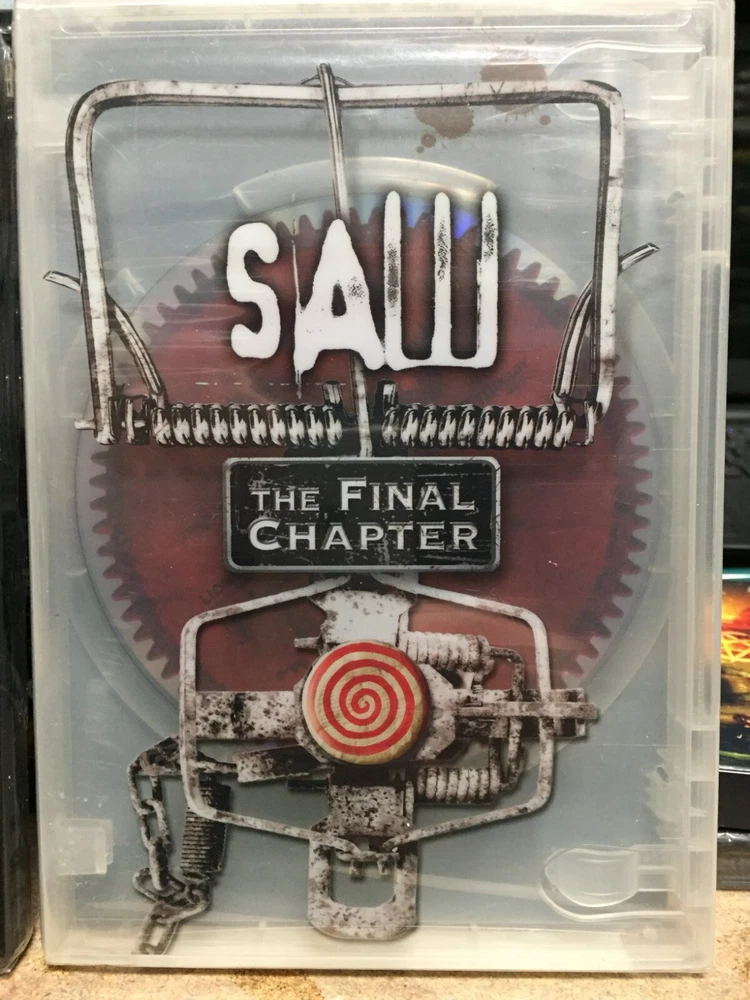 SAW
THE FINAL
CHAPTER